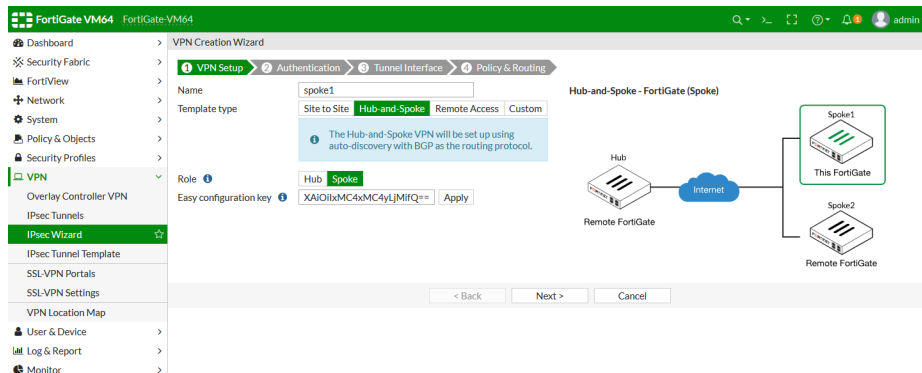 FortiGate VM64 FortiGate-VM64
admin
Dashboard
Security Fabric
FortiView
Network
System
Policy & Objects
Security Profiles
VPN
Overlay Controller VPN
IPsec Tunnels
IPsec Wizard
IPsec Tunnel Template
SSL-VPN Portals
SSL-VPN Settings
VPN Location Map
User & Device
Log & Report
Monitor
VPN Creation Wizard
1 VPN Setup 2 Authentication 3 Tunnel Interface 4 Policy & Routing
Name spoke1
Template type Site to Site Hub-and-Spoke Remote Access Custom
The Hub-and-Spoke VPN will be set up using
auto-discovery with BGP as the routing protocol.
Role Hub Spoke
Easy configuration key XAiOiIxMC4xMC4yLjMifQ== Apply
Hub-and-Spoke - FortiGate (Spoke)
Spoke1
This FortiGate
Hub
Internet
Remote FortiGate
Spoke2
Remote FortiGate
< Back Next > Cancel